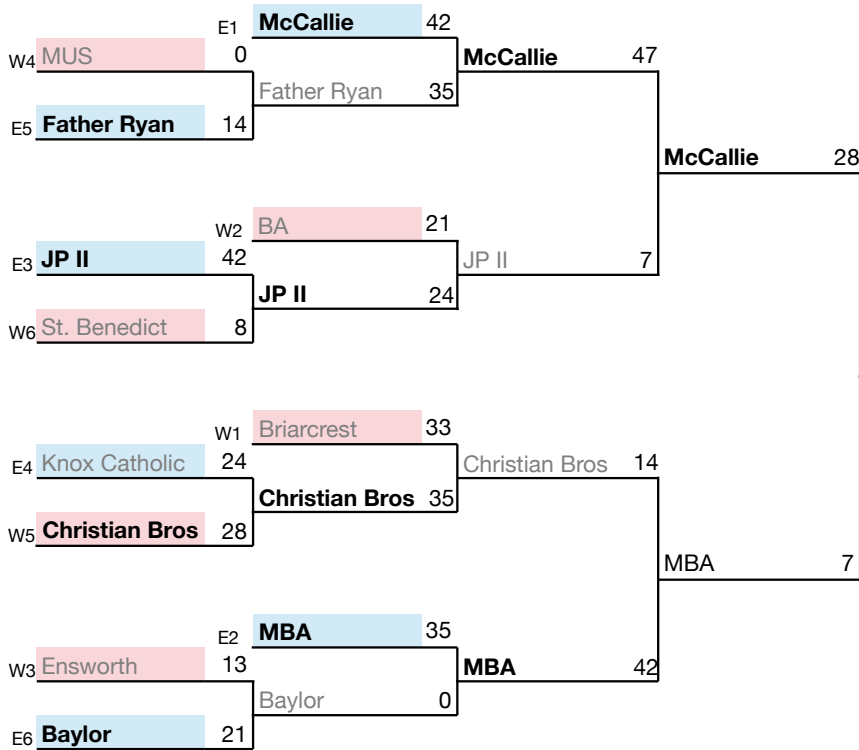 E1 McCallie 42
W4 MUS 0
McCallie 47
Father Ryan 35
E5 Father Ryan 14
McCallie 28
W2 BA 21
E3 JP II 42
JP II 7
JP II 24
W6 St. Benedict 8
W1 Briarcrest 33
E4 Knox Catholic 24
Christian Bros 14
Christian Bros 35
W5 Christian Bros 28
MBA 7
E2 MBA 35
W3 Ensworth 13
MBA 42
Baylor 0
E6 Baylor 21